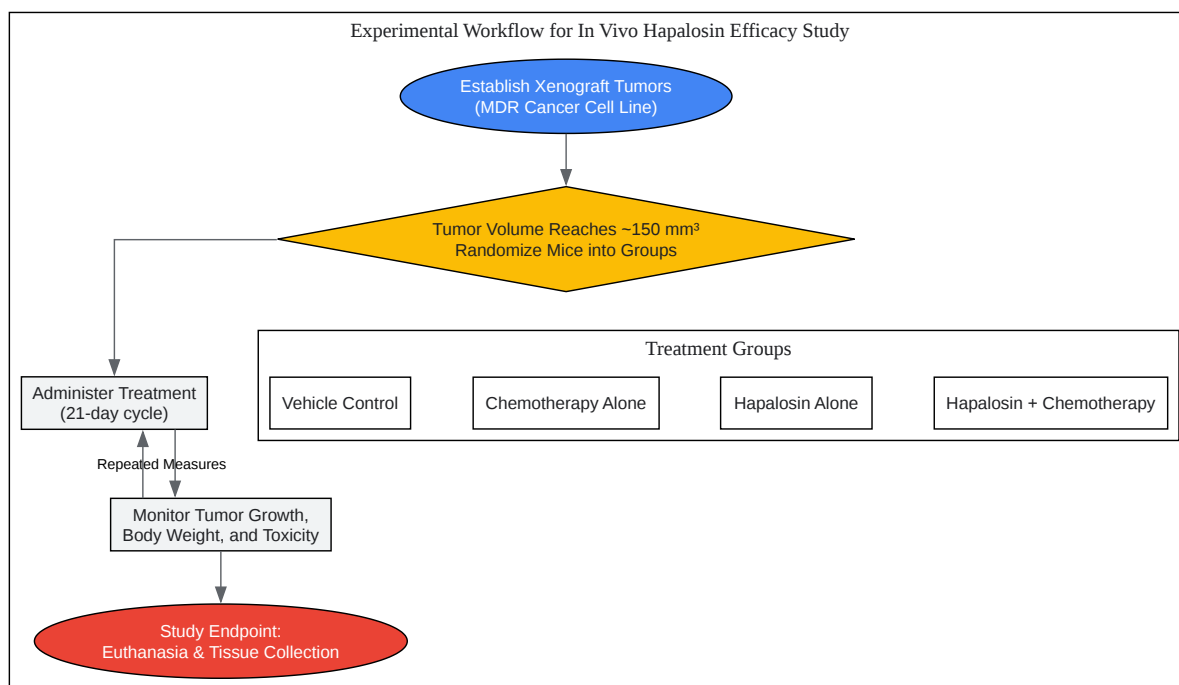 Experimental Workflow for In Vivo Hapalosin Efficacy Study
Establish Xenograft Tumors
(MDR Cancer Cell Line)
Tumor Volume Reaches ~150 mm³
Randomize Mice into Groups
Treatment Groups
Vehicle Control
Chemotherapy Alone
Hapalosin Alone
Hapalosin + Chemotherapy
Administer Treatment
(21-day cycle)
Repeated Measures
Monitor Tumor Growth,
Body Weight, and Toxicity
Study Endpoint:
Euthanasia & Tissue Collection